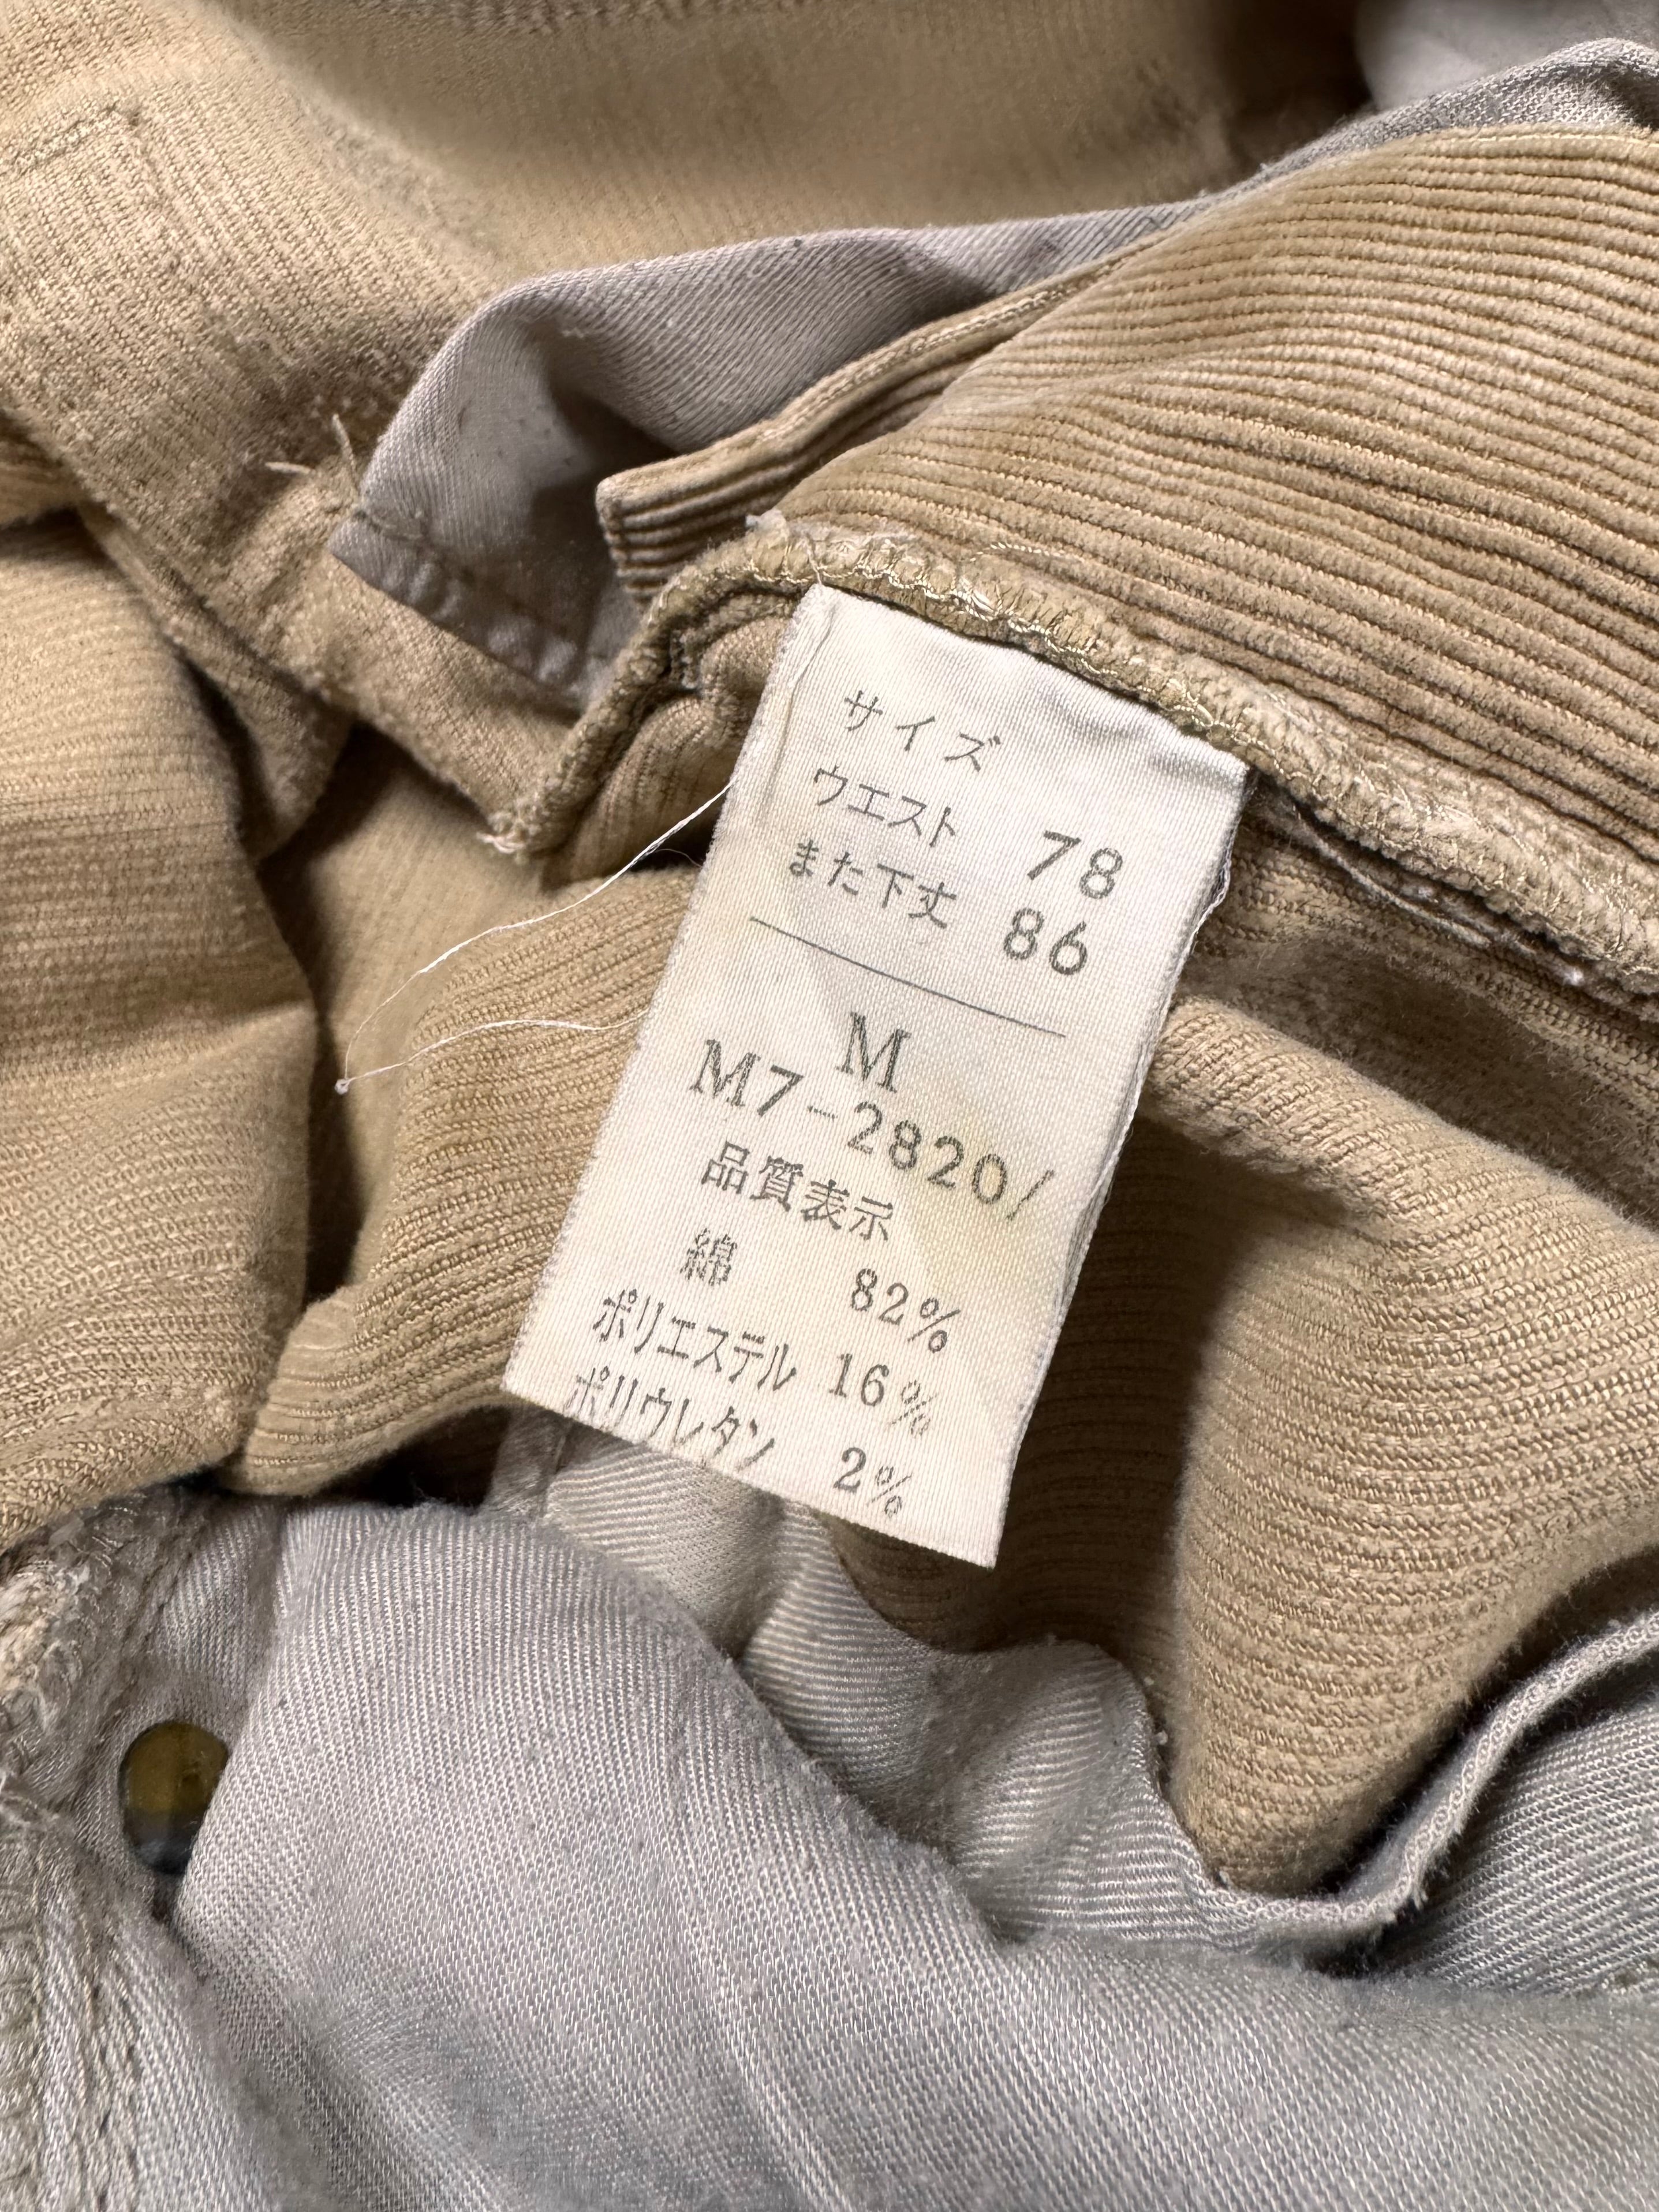 サイズ
ウエスト 78
また下丈 86
M
M7-2820/
品質表示
綿 82%
ポリエステル 16%
ポリウレタン 2%